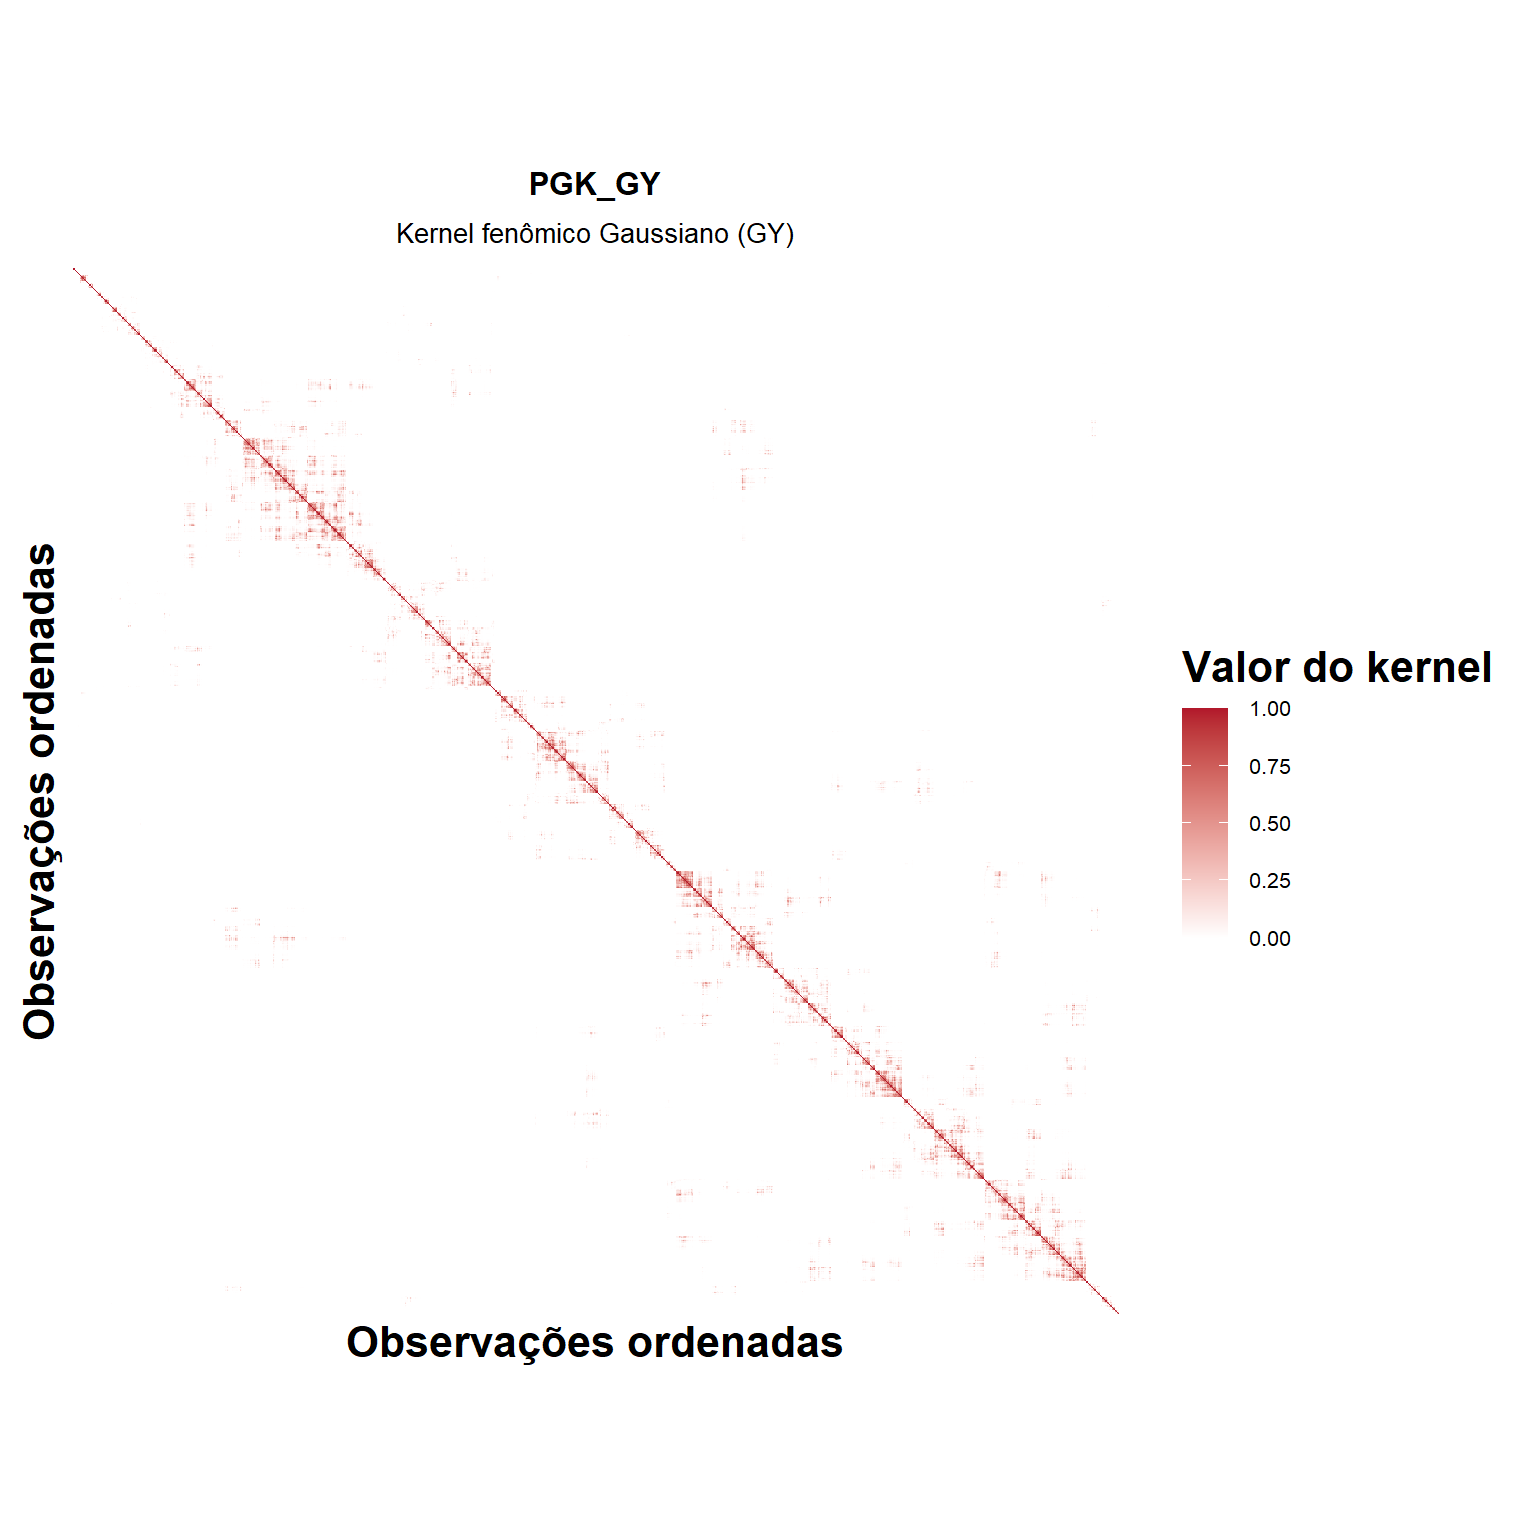 PGK_GY
Kernel fenômico Gaussiano (GY)
Observações ordenadas
Valor do kernel
1.00
0.75
0.50
0.25
0.00
Observações ordenadas